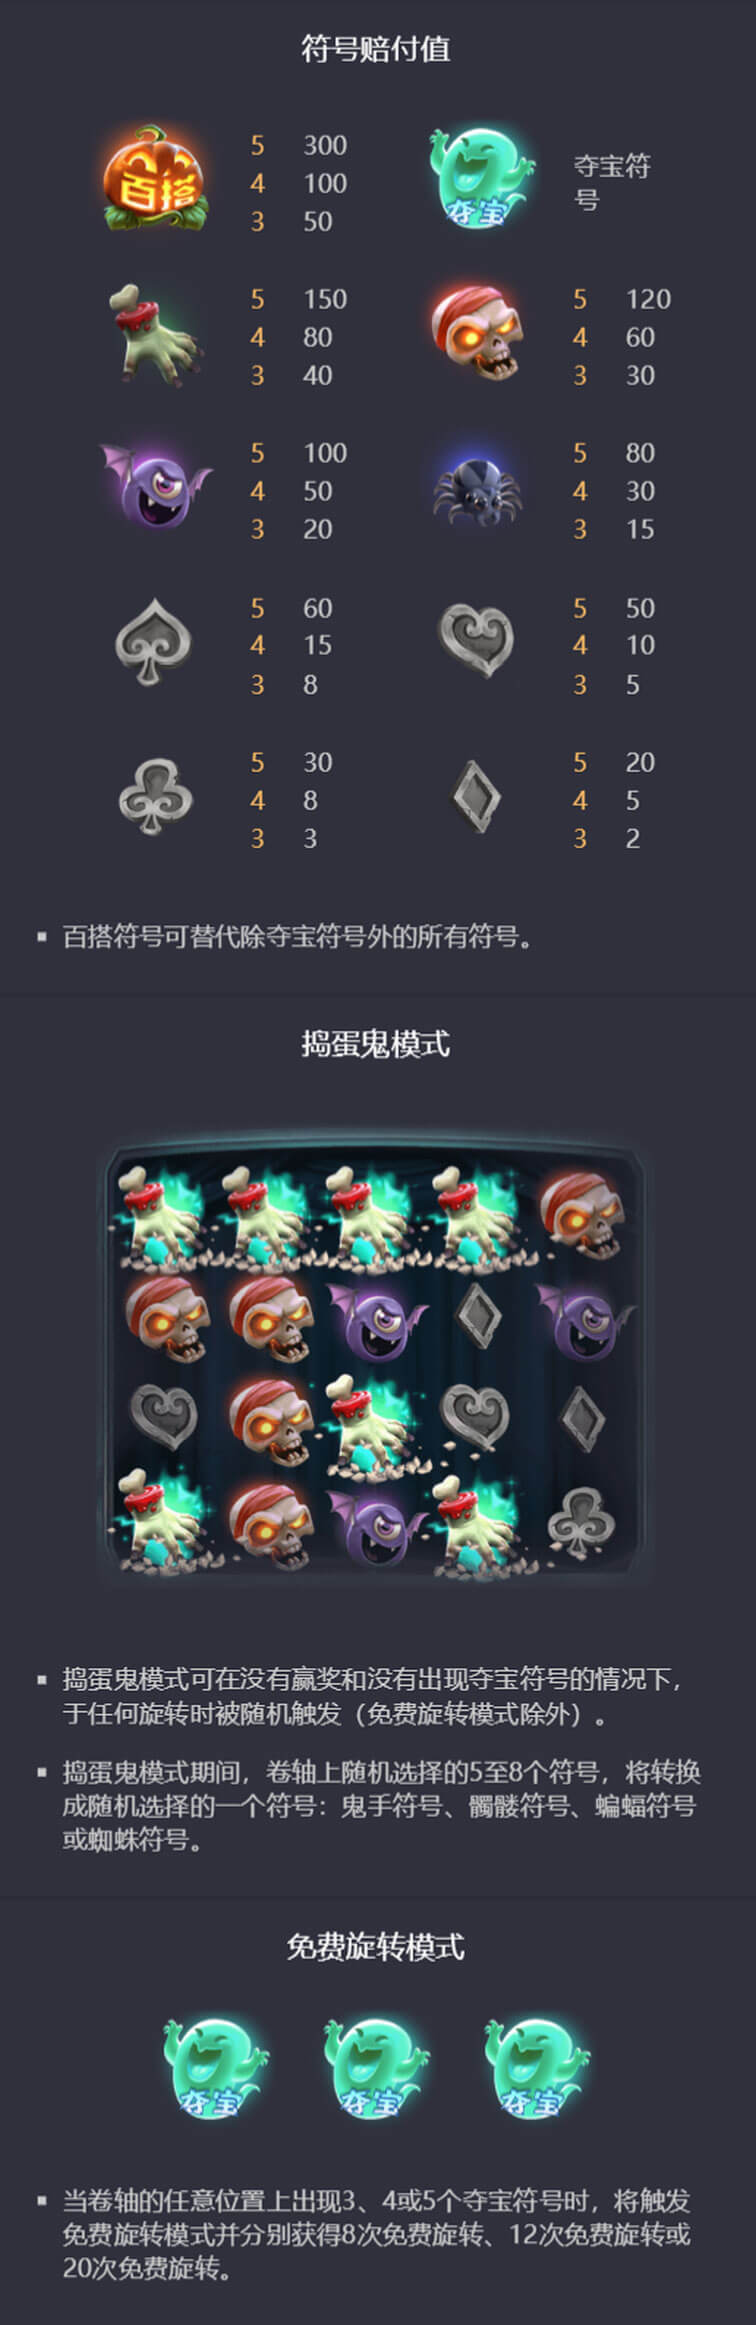 符号赔付值
百搭
5 300
4 100
3 50
夺宝
夺宝符
号
5 150
4 80
3 40
5 120
4 60
3 30
5 100
4 50
3 20
5 80
4 30
3 15
5 60
4 15
3 8
5 50
4 10
3 5
5 30
4 8
3 3
5 20
4 5
3 2
▪ 百搭符号可替代除夺宝符号外的所有符号。
捣蛋鬼模式
▪ 捣蛋鬼模式可在没有赢奖和没有出现夺宝符号的情况下，
于任何旋转时被随机触发（免费旋转模式除外）。
▪ 捣蛋鬼模式期间，卷轴上随机选择的5至8个符号，将转换
成随机选择的一个符号：鬼手符号、髑髅符号、蝙蝠符号
或蜘蛛符号。
免费旋转模式
夺宝 夺宝 夺宝
▪ 当卷轴的任意位置上出现3、4或5个夺宝符号时，将触发
免费旋转模式并分别获得8次免费旋转、12次免费旋转或
20次免费旋转。